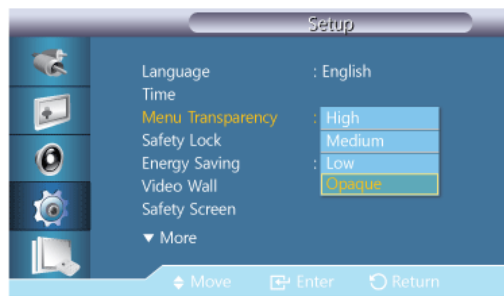 Setup
Language : English
Time
Menu Transparency : High
Medium
Safety Lock
Energy Saving : Low
Opaque
Video Wall
Safety Screen
▼ More
Move Enter Return